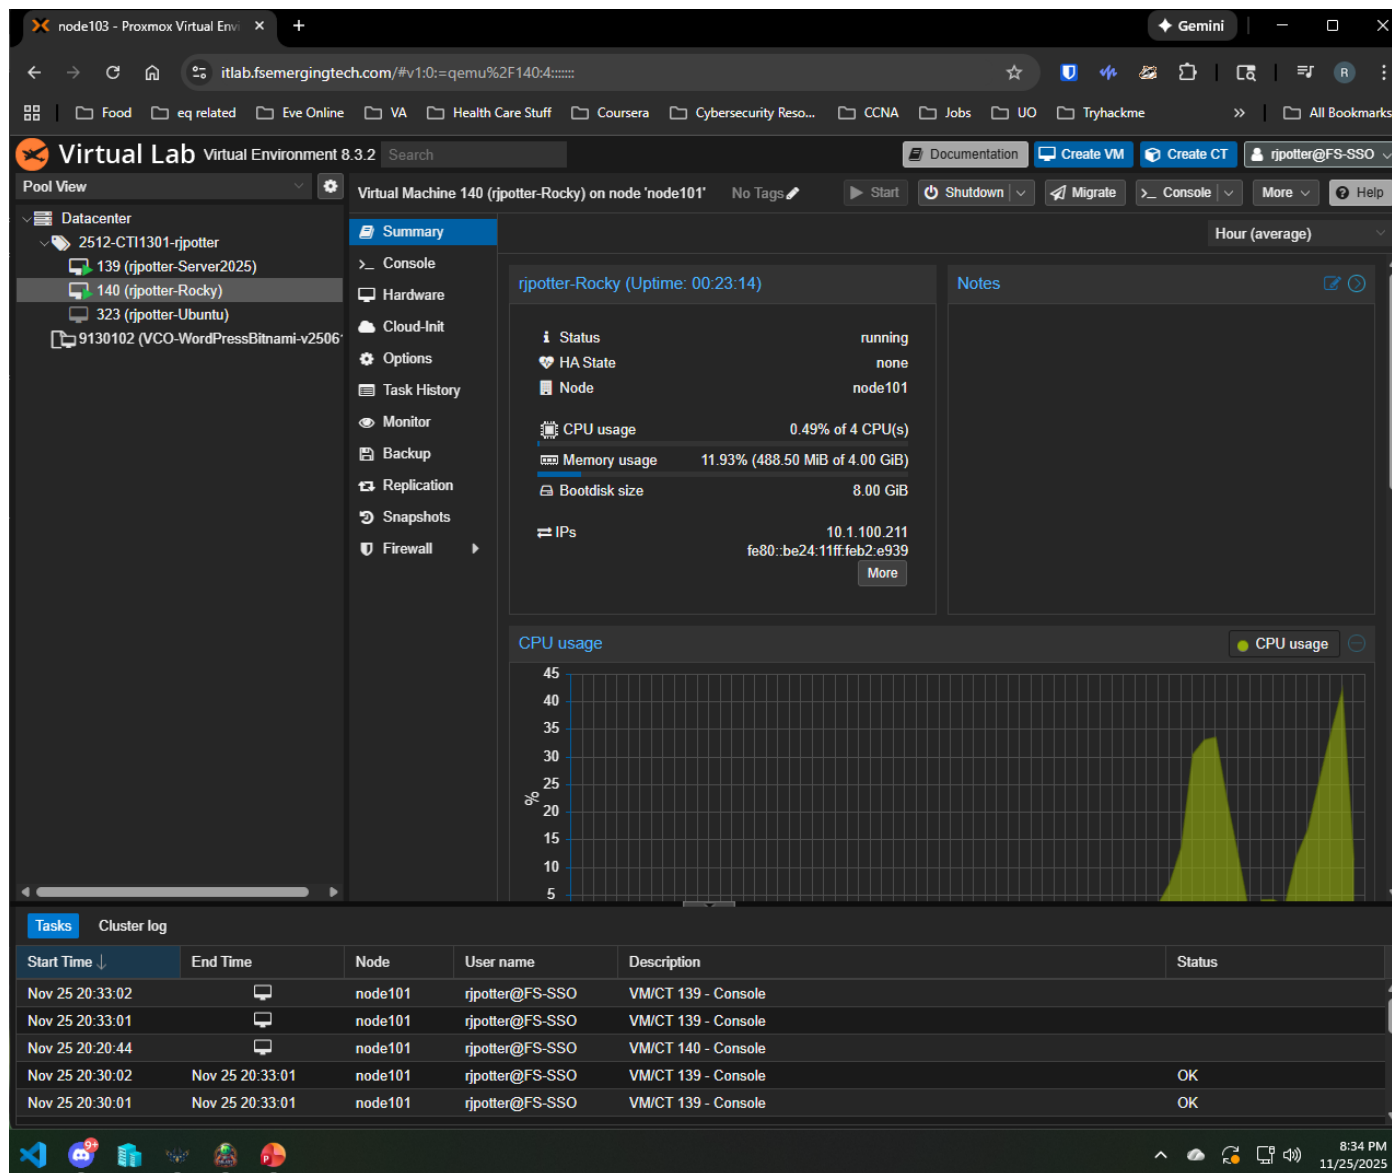 node103 - Proxmox Virtual Envi
Gemini
itlab.fsemergingtech.com/#v1:0:=qemu%2F140:4:::::::
R
Food eq related Eve Online VA Health Care Stuff Coursera Cybersecurity Reso... CCNA Jobs UO Tryhackme » All Bookmarks
Virtual Lab Virtual Environment 8.3.2 Search Documentation Create VM Create CT rjpotter@FS-SSO
Pool View
Virtual Machine 140 (rjpotter-Rocky) on node 'node101' No Tags Start Shutdown Migrate >_ Console More Help
Datacenter
2512-CTI1301-rjpotter
139 (rjpotter-Server2025)
140 (rjpotter-Rocky)
323 (rjpotter-Ubuntu)
9130102 (VCO-WordPressBitnami-v2506
Summary
>_ Console
Hardware
Cloud-Init
Options
Task History
Monitor
Backup
Replication
Snapshots
Firewall
Hour (average)
rjpotter-Rocky (Uptime: 00:23:14)
Status running
HA State none
Node node101
CPU usage 0.49% of 4 CPU(s)
Memory usage 11.93% (488.50 MiB of 4.00 GiB)
Bootdisk size 8.00 GiB
IPs 10.1.100.211
fe80::be24:11ff:feb2:e939
More
Notes
CPU usage
CPU usage
45
40
35
30
25
20
15
10
5
%
Tasks Cluster log
Start Time End Time Node User name Description Status
Nov 25 20:33:02 node101 rjpotter@FS-SSO VM/CT 139 - Console
Nov 25 20:33:01 node101 rjpotter@FS-SSO VM/CT 139 - Console
Nov 25 20:20:44 node101 rjpotter@FS-SSO VM/CT 140 - Console
Nov 25 20:30:02 Nov 25 20:33:01 node101 rjpotter@FS-SSO VM/CT 139 - Console OK
Nov 25 20:30:01 Nov 25 20:33:01 node101 rjpotter@FS-SSO VM/CT 139 - Console OK
9+
P
8:34 PM
11/25/2025